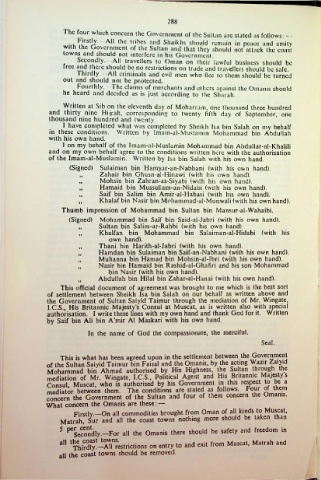 288
The four which concern the Government of the Sultan are stated as follows:—
Firstly. All the tribes and Shaikhs should remain in peace and amity
with the Government of the Sultan and that they should not attack the coast
towns and should not interfere in his Government.
Secondly. All travellers to Oman on their lawful business should be
free and there should be no restrictions on trade and travellers should be safe.
Thirdly. All criminals and evil men who flee to them should be turned
out and should not be protected.
Fourthly. The claims of merchants and others against the Omanis should
be heard and decided as is just according to the Shariah.
Written at Sib on the eleventh day of Moharram, one thousand three hundred
and thirty nine Hijrah, corresponding to twenty fifth day of September, one
thousand nine hundred and twenty.
I have completed what was completed by Sheikh Isa bin Salah on my behalf
in these conditions. Written by Imam-al-Muslimin Mohammad bin Abdullah
with his own hand.
I on my behalf of the Imam-al-Muslamin Mohammad bin Abdullar-el-Khalili
and on my own behalf agree to the conditions written here with the authorisation
of the Imam-al-Muslamin. Written by Isa bin Salah with his own hand.
(Signed) Sulaiman bin Hamyar-an-Nabhani (with his own hand).
„ Zahair bin Ghusn-al-Hinawi (with his own hand).
„ Mohsin bin Zahran-as-Siyabi (with his own hand).
„ Hamaid bin Mussallam-an-Nidabi (with his own hand).
„ Saif bin Salim bin Amir-al-Habasi (with his own hand).
„ Khalaf bin Nasir bin Mohammad-al-Munwali (with his own hand).
Thumb impression of Mohammad bin Sultan bin Mansur-al-Wahaibi.
(Signed) Mohammad bin Saif bin Said-al-Jabri (with his own hand).
„ Sultan bin Salim-ar-Rahbi (with his own hand)
„ Khalfan bin Mohammad bin Sulaiman-al-Hidabi (with his
own hand).
„ Thani bin Harith-al-Jabri (with his own hand).
„ Hamdan bin Sulaiman bin Saif-an-Nabhani (with his own hand).
„ Muhanna bin Hamad bin Mohsin-al-Ibri (with his own hand).
„ Nasir bin Hamaid bin Rashid-al-Ghafiri and his son Mohammad
bin Nasir (with his own hand).
„ Abdullah bin Hilal bin Zahar-el-Hanai (with his own hand).
This official document of agreement was brought to me which is the best sort
of settlement between Sheikh Isa bin Salah on our behalf as written above and
the Government of Sultan Saiyid Taimur through the mediation of Mr. Wingate,
I.C.S., His Britannic Majesty's Consul at Muscat, as is written also with special
authorisation. I write these lines with my own hand and thank God for it. Written
by Saif bin Ali bin A'mir Al Maskari with his own hand.
In the name of God the compassionate, the merciful.
Seal.
This is what has been agreed upon in the settlement between the Government
of the Sultan Saiyid Taimur bin Faisal and the Omanis, by the acting Wazir Zaiyid
Mohammad bin Ahmad authorised by His Highness, the Sultan through the
mediation of Mr. Wingate, I.C.S., Political Agent and His Britannic Majesty's
Consul, Muscat, who is authorised by his Government in this respect to be a
mediator between them. The conditions are stated as follows. Four of them
concern the Government of the Sultan and four of them concern the Omanis.
What concern the Omanis are these:—
Firstly.—On all commodities brought from Oman of all kinds to Muscat,
Matrah, Sur and all the coast towns nothing more should be taken than
5 per cent.
Secondly.—For all the Omanis there should be safety and freedom in
all the coast towns.
Thirdly.—All restrictions on entry to and exit from Muscat, Matrah and
all the coast towns should be removed.